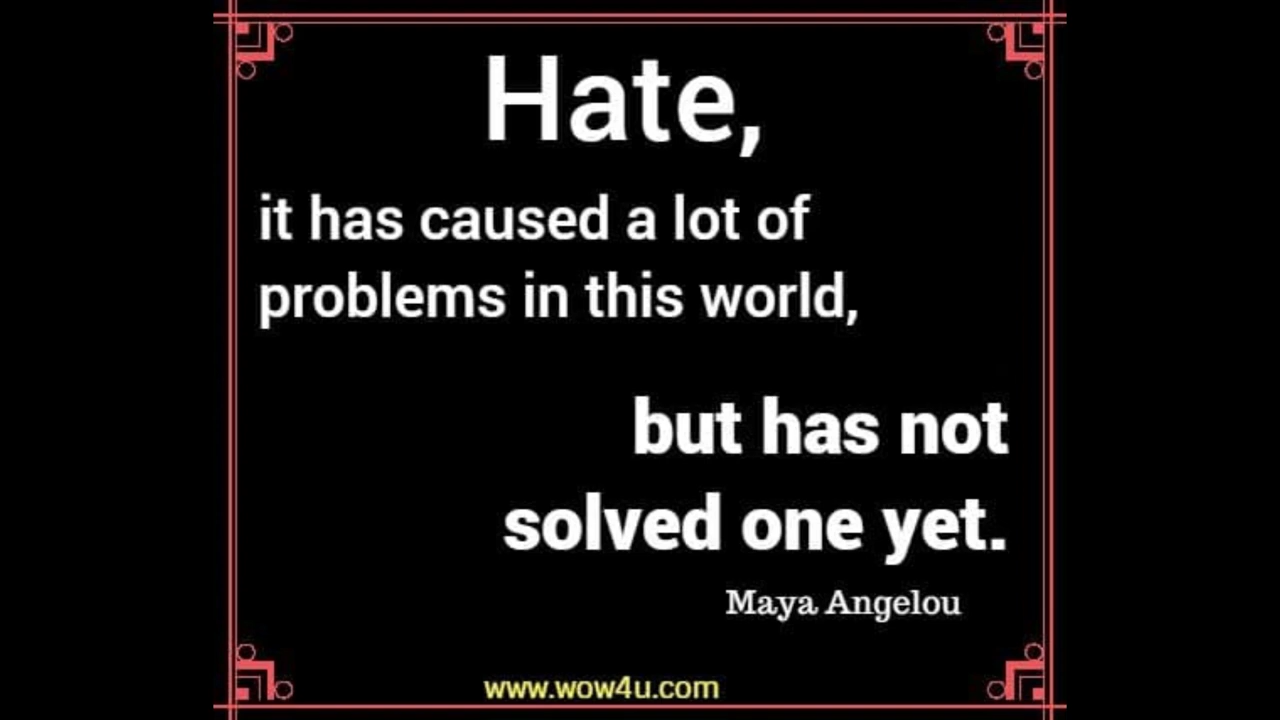 Hate,
it has caused a lot of
problems in this world,
but has not
solved one yet.
Maya Angelou
www.wow4u.com